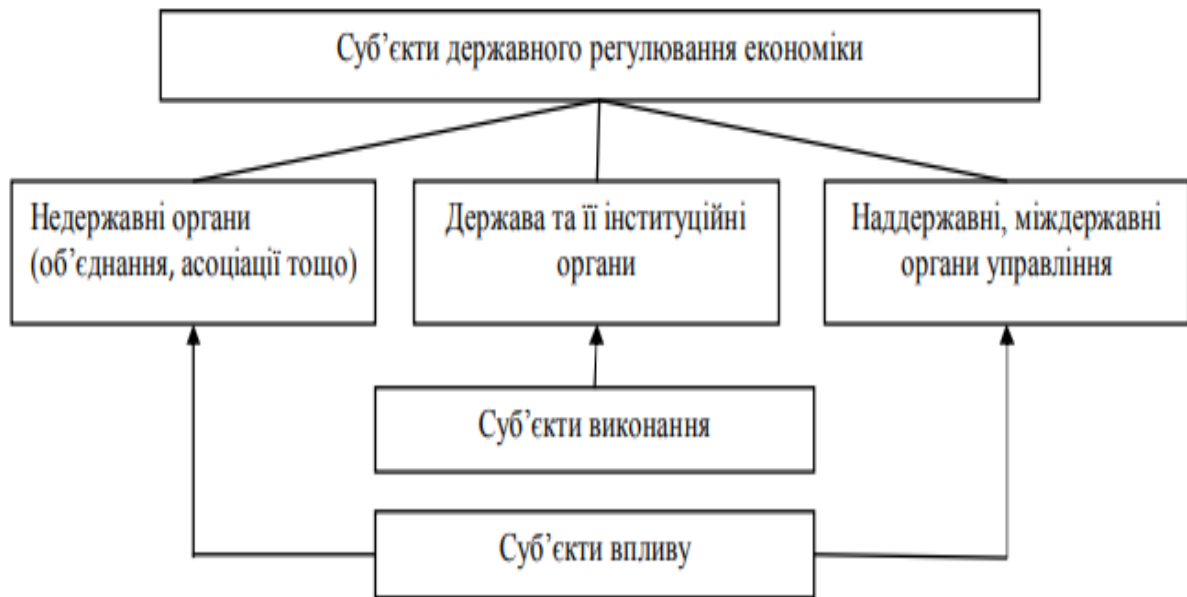 Суб’єкти державного регулювання економіки
Недержавні органи
(об’єднання, асоціації тощо)
Держава та її інституційні
органи
Наддержавні, міждержавні
органи управління
Суб’єкти виконання
Суб’єкти впливу